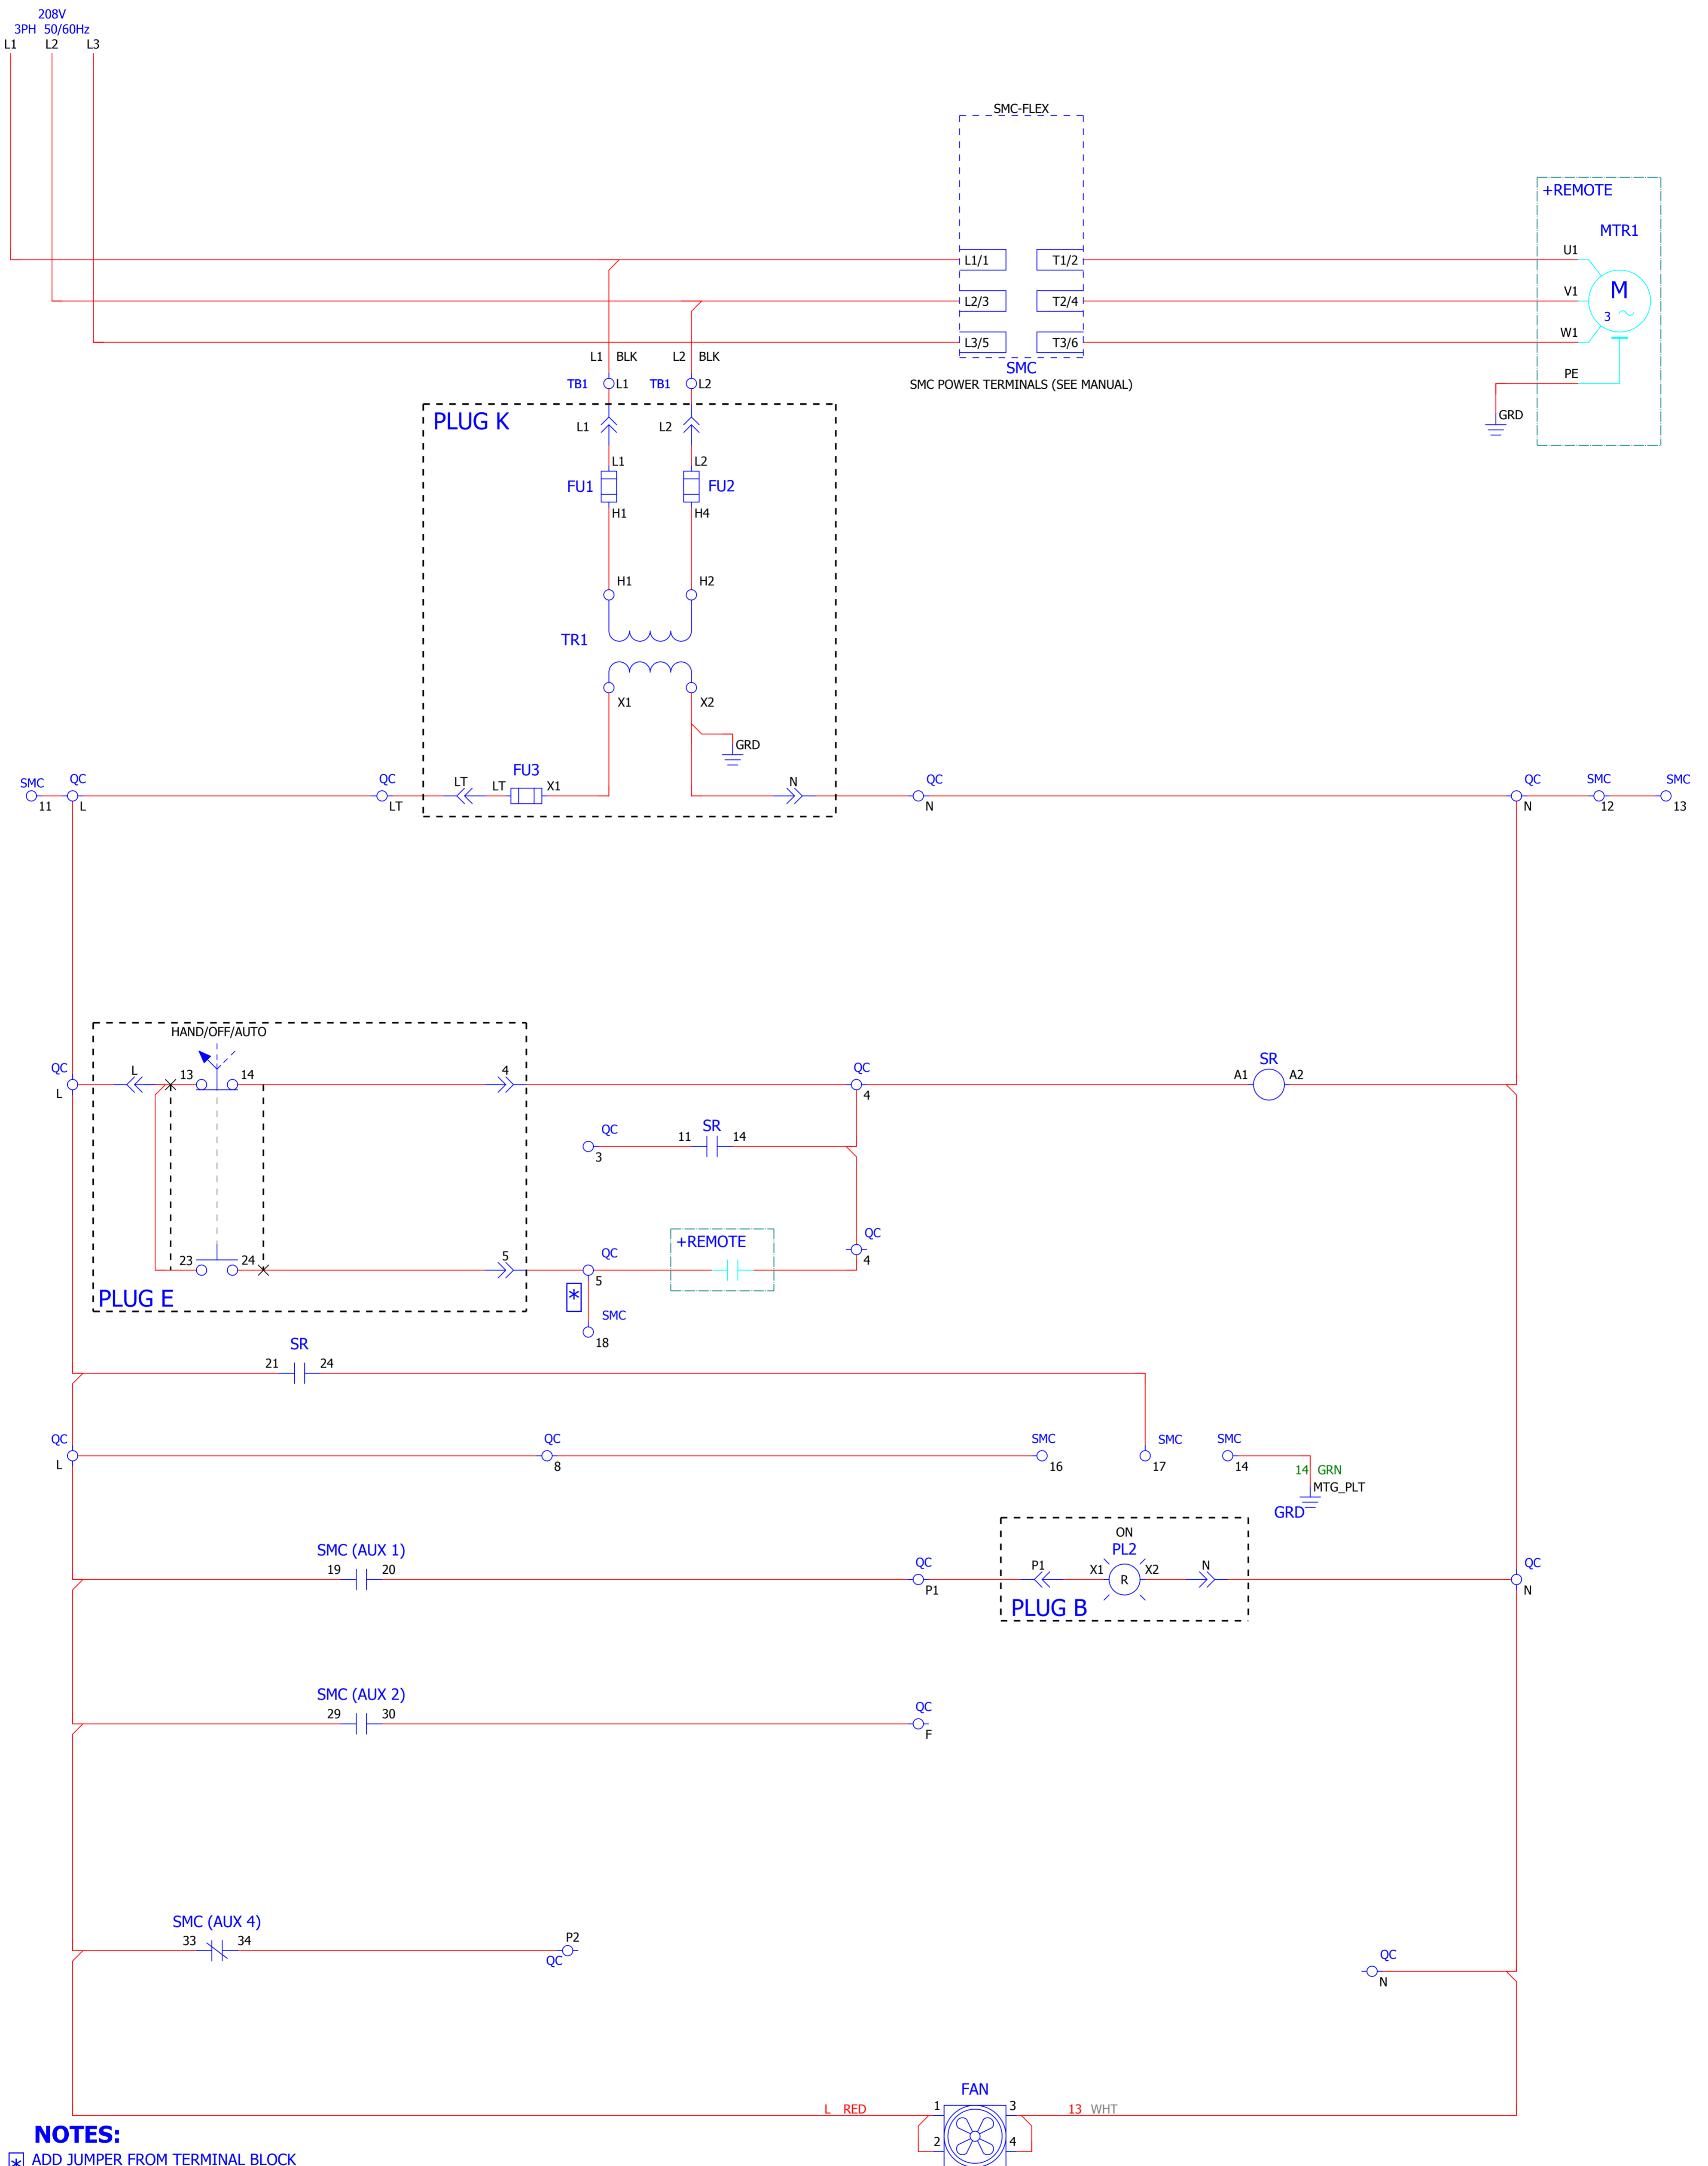 208V
3PH 50/60Hz
L1 L2 L3
SMC-FLEX
+REMOTE
MTR1
L1/1 T1/2 U1
M
3
L2/3 T2/4 V1
L3/5 T3/6 W1
SMC
SMC POWER TERMINALS (SEE MANUAL)
PE
GRD
L1 BLK L2 BLK
TB1 L1 TB1 L2
PLUG K
L1 L2
L1 L2
FU1 FU2
H1 H4
H1 H2
TR1
X1 X2
GRD
SMC QC QC FU3 QC QC SMC SMC
LT LT X1 N
11 L LT N N 12 13
HAND/OFF/AUTO
QC L 13 14 4 QC SR
A1 A2
L 4
QC 11 SR 14
3
+REMOTE
QC
4
23 24 5 QC
5
PLUG E
*
SMC
18
SR
21 24
QC QC SMC SMC SMC
L 8 16 17 14
14 GRN
MTG_PLT
GRD
ON
PL2
SMC (AUX 1)
19 20 QC P1 X1 R X2 N QC
P1 N
PLUG B
SMC (AUX 2)
29 30 QC
F
SMC (AUX 4)
33 34 P2
QC
QC
N
FAN
L RED 1 3 13 WHT
2 4
NOTES:
* ADD JUMPER FROM TERMINAL BLOCK